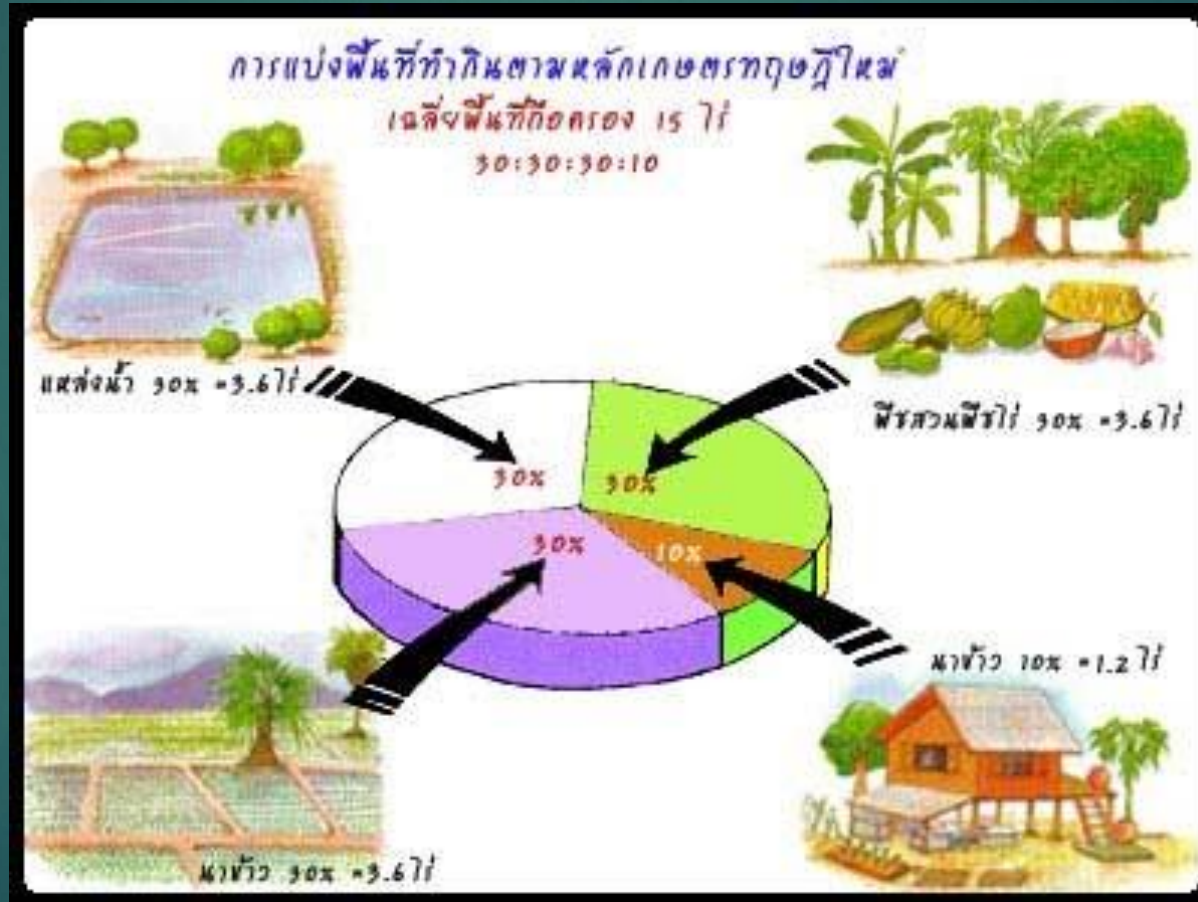 การแบ่งพื้นที่ทำกินตามหลักเกษตรทฤษฎีใหม่
เฉลี่ยพื้นที่ถือครอง 15 ไร่
30:30:30:10
แหล่งน้ำ 30% =3.6ไร่
พืชสวนพืชไร่ 30% =3.6ไร่
30%
30%
30%
10%
นาข้าว 10% =1.2 ไร่
นาข้าว 30% =3.6ไร่